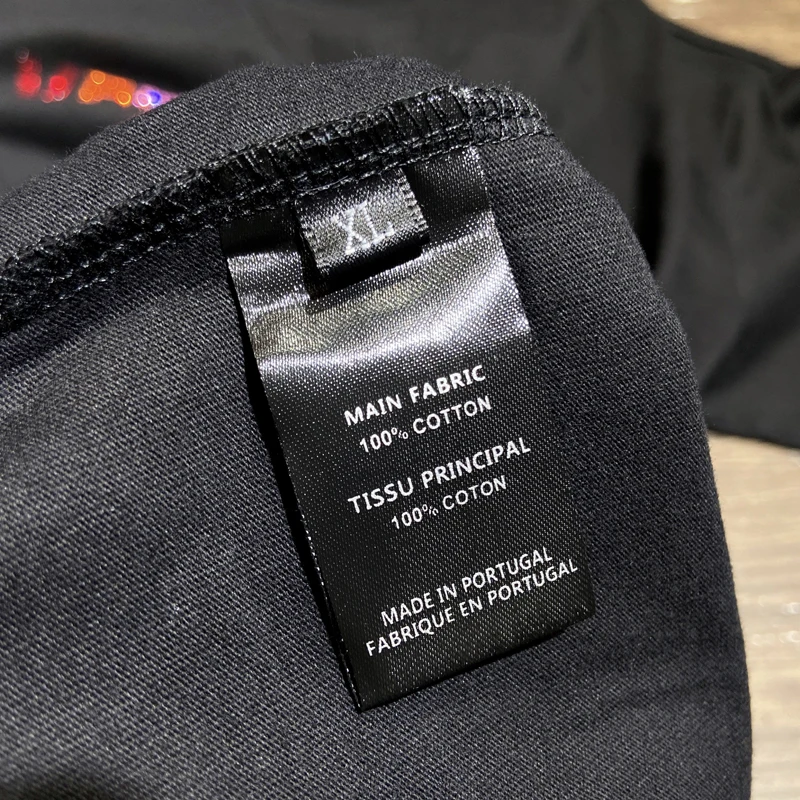 XL
MAIN FABRIC
100% COTTON
TISSU PRINCIPAL
100% COTON
MADE IN PORTUGAL
FABRIQUE EN PORTUGAL